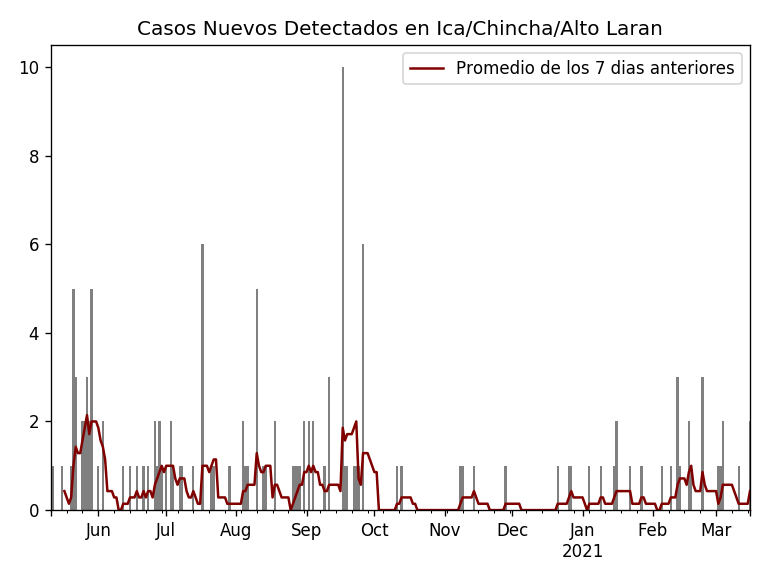 Casos Nuevos Detectados en Ica/Chincha/Alto Laran
Promedio de los 7 dias anteriores
10
8
6
4
2
0
Jun Jul Aug Sep Oct Nov Dec Jan Feb Mar
2021